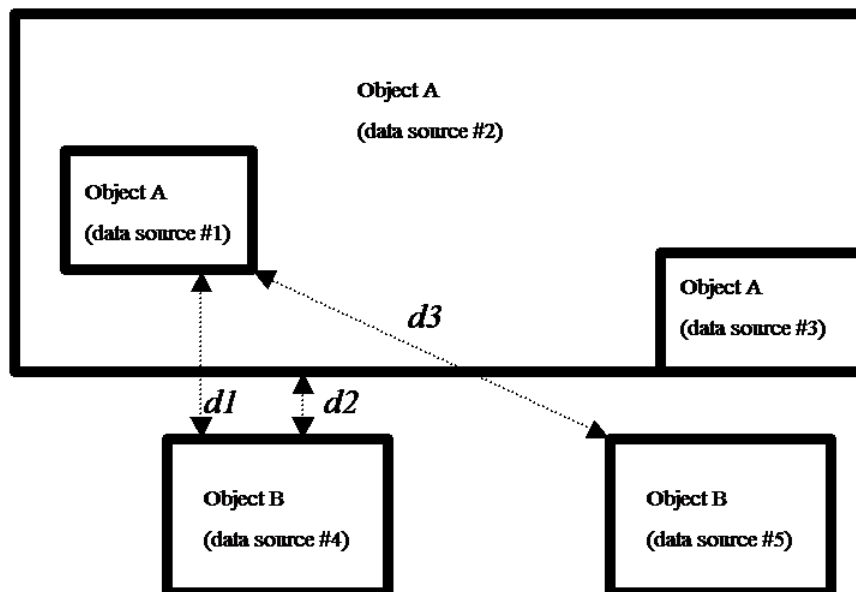 Object A
(data source #2)
Object A
(data source #1)
Object A
(data source #3)
d3
d1
d2
Object B
(data source #4)
Object B
(data source #5)